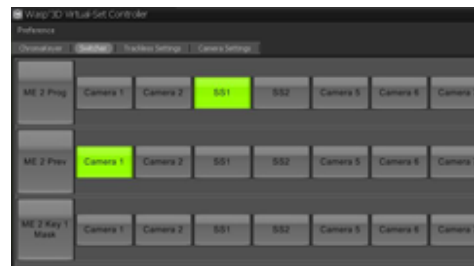 Wasp3D Virtual-Set Controller
Preference
Chromakeyer Switcher Trackless Settings Camera Settings
ME 2 Prog Camera 1 Camera 2 SS1 SS2 Camera 5 Camera 6 Camera
ME 2 Prev Camera 1 Camera 2 SS1 SS2 Camera 5 Camera 6 Camera
ME 2 Key 1
Mask Camera 1 Camera 2 SS1 SS2 Camera 5 Camera 6 Camera